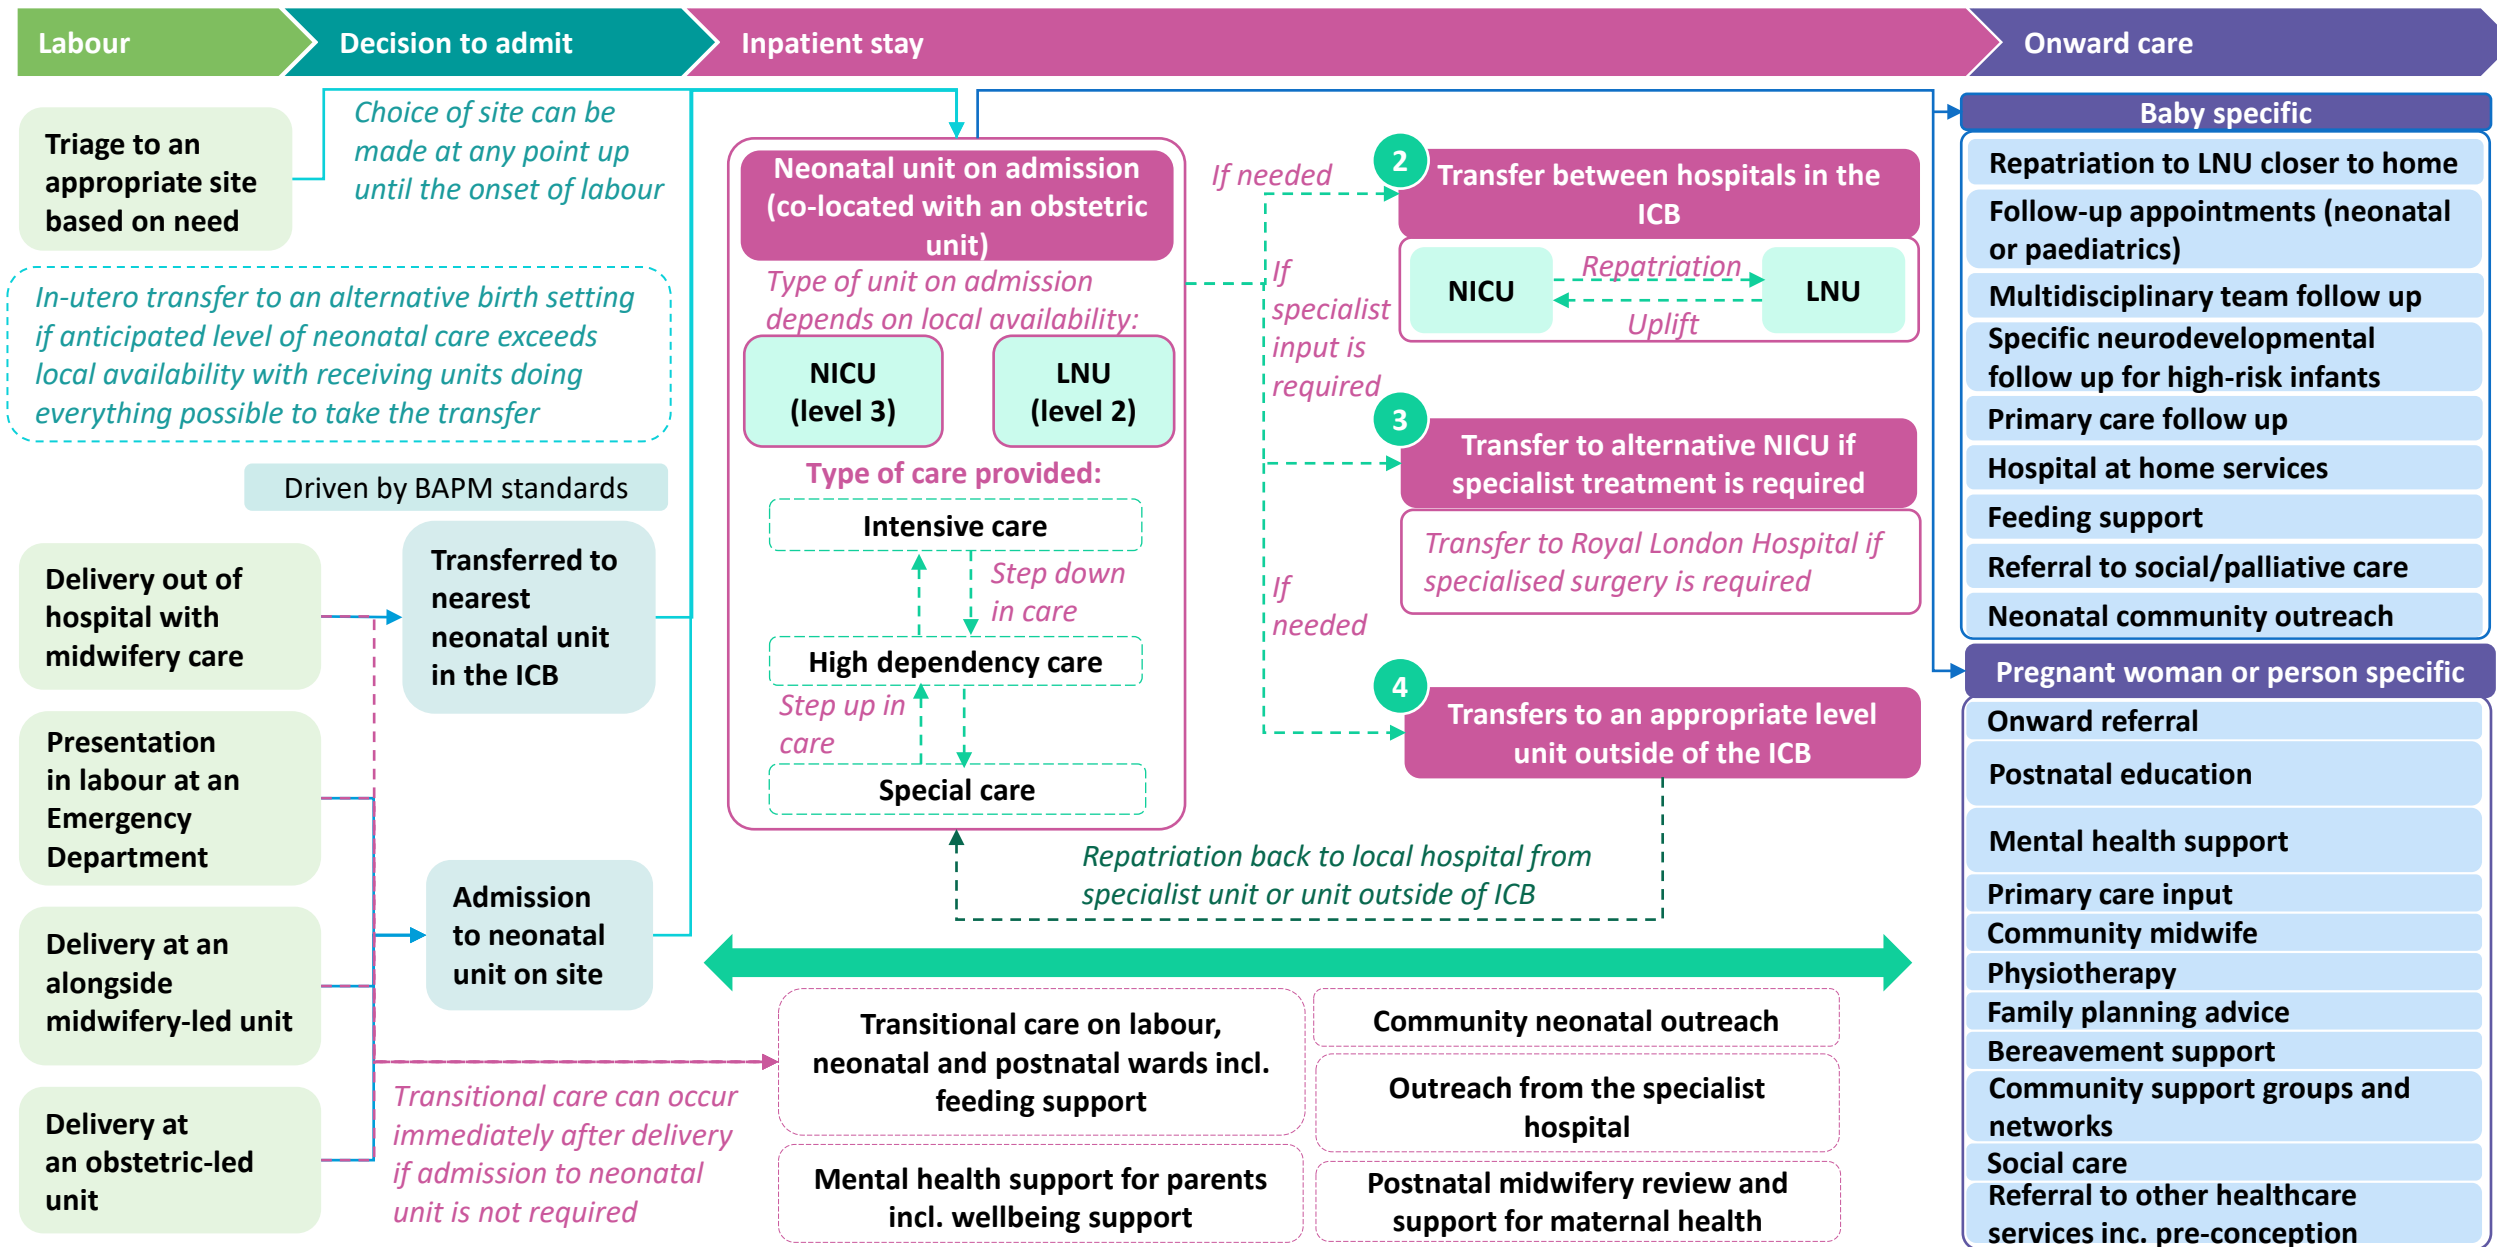 Labour
Decision to admit
Inpatient stay
Onward care
Triage to an
appropriate site
based on need
Choice of site can be
made at any point up
until the onset of labour
In-utero transfer to an alternative birth setting
if anticipated level of neonatal care exceeds
local availability with receiving units doing
everything possible to take the transfer
Driven by BAPM standards
Delivery out of
hospital with
midwifery care
Presentation
in labour at an
Emergency
Department
Delivery at an
alongside
midwifery-led unit
Delivery at
an obstetric-led
unit
Transferred to
nearest
neonatal unit
in the ICB
Admission
to neonatal
unit on site
Transitional care can occur
immediately after delivery
if admission to neonatal
unit is not required
Neonatal unit on admission
(co-located with an obstetric
unit)
Type of unit on admission
depends on local availability:
NICU
(level 3)
LNU
(level 2)
Type of care provided:
Intensive care
Step down
in care
High dependency care
Step up in
care
Special care
If needed
If
specialist
input is
required
If
needed
2
Transfer between hospitals in the
ICB
NICU
Repatriation
Uplift
LNU
3
Transfer to alternative NICU if
specialist treatment is required
Transfer to Royal London Hospital if
specialised surgery is required
4
Transfers to an appropriate level
unit outside of the ICB
Repatriation back to local hospital from
specialist unit or unit outside of ICB
Transitional care on labour,
neonatal and postnatal wards incl.
feeding support
Mental health support for parents
incl. wellbeing support
Community neonatal outreach
Outreach from the specialist
hospital
Postnatal midwifery review and
support for maternal health
Baby specific
Repatriation to LNU closer to home
Follow-up appointments (neonatal
or paediatrics)
Multidisciplinary team follow up
Specific neurodevelopmental
follow up for high-risk infants
Primary care follow up
Hospital at home services
Feeding support
Referral to social/palliative care
Neonatal community outreach
Pregnant woman or person specific
Onward referral
Postnatal education
Mental health support
Primary care input
Community midwife
Physiotherapy
Family planning advice
Bereavement support
Community support groups and
networks
Social care
Referral to other healthcare
services inc. pre-conception